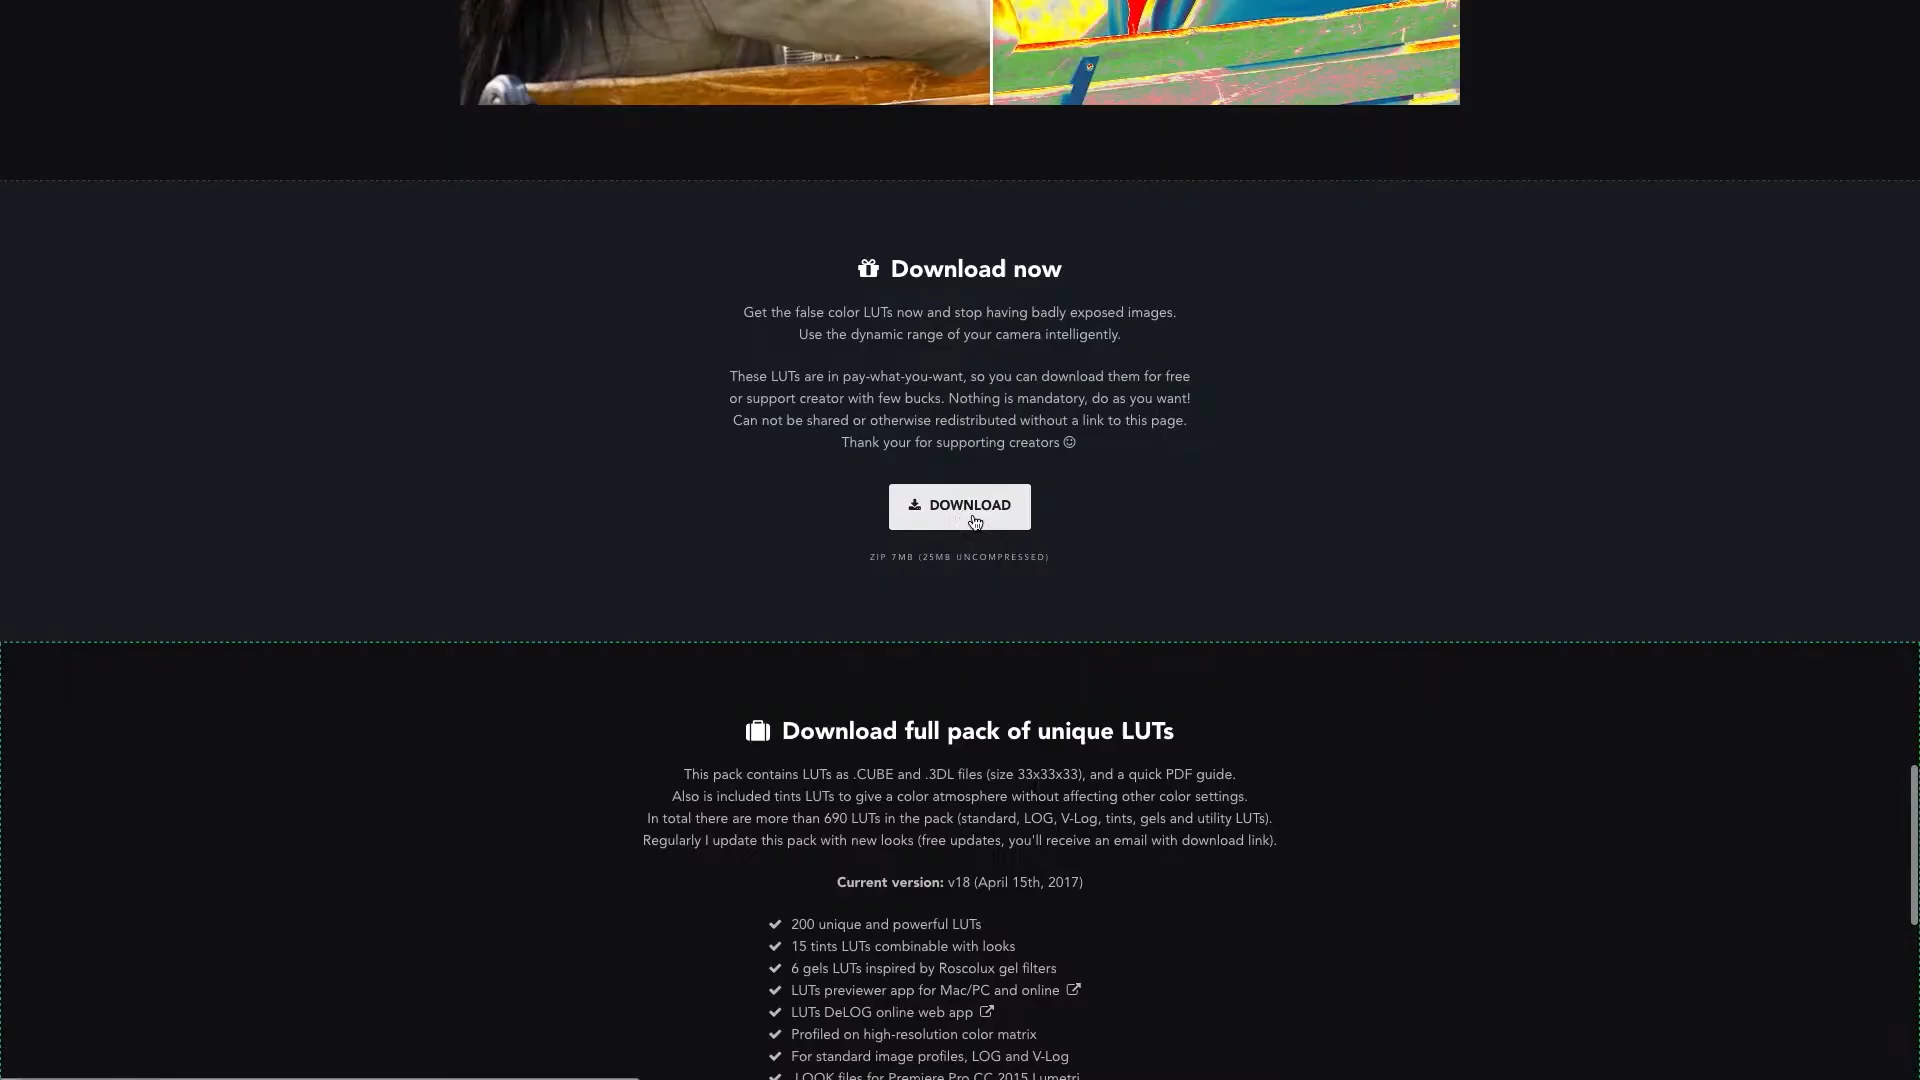 Download now
Get the false color LUTs now and stop having badly exposed images.
Use the dynamic range of your camera intelligently.
These LUTs are in pay-what-you-want, so you can download them for free
or support creator with few bucks. Nothing is mandatory, do as you want!
Can not be shared or otherwise redistributed without a link to this page.
Thank your for supporting creators
DOWNLOAD
ZIP 7MB (25MB UNCOMPRESSED)
Download full pack of unique LUTs
This pack contains LUTs as .CUBE and .3DL files (size 33x33x33), and a quick PDF guide.
Also is included tints LUTs to give a color atmosphere without affecting other color settings.
In total there are more than 690 LUTs in the pack (standard, LOG, V-Log, tints, gels and utility LUTs).
Regularly I update this pack with new looks (free updates, you'll receive an email with download link).
Current version: v18 (April 15th, 2017)
200 unique and powerful LUTs
15 tints LUTs combinable with looks
6 gels LUTs inspired by Roscolux gel filters
LUTs previewer app for Mac/PC and online
LUTs DeLOG online web app
Profiled on high-resolution color matrix
For standard image profiles, LOG and V-Log
.LOOK files for Premiere Pro CC 2015 Lumetri